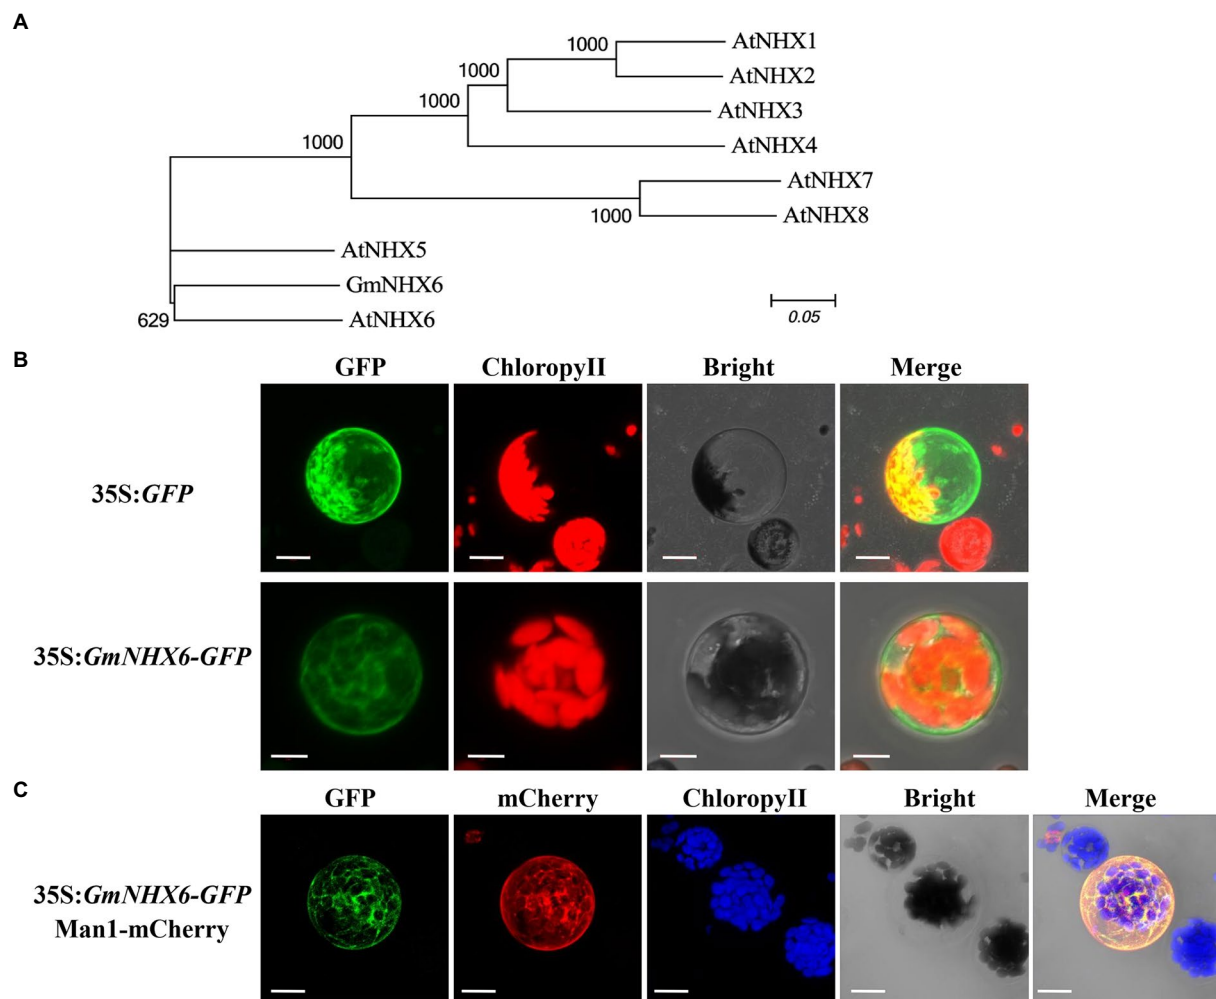 A
1000
AtNHX1
1000
AtNHX2
1000
AtNHX3
1000
AtNHX4
AtNHX7
1000
AtNHX8
AtNHX5
GmNHX6
629
AtNHX6
0.05
B
GFP ChloropyII Bright Merge
35S:GFP
35S:GmNHX6-GFP
C
GFP mCherry ChloropyII Bright Merge
35S:GmNHX6-GFP
Man1-mCherry